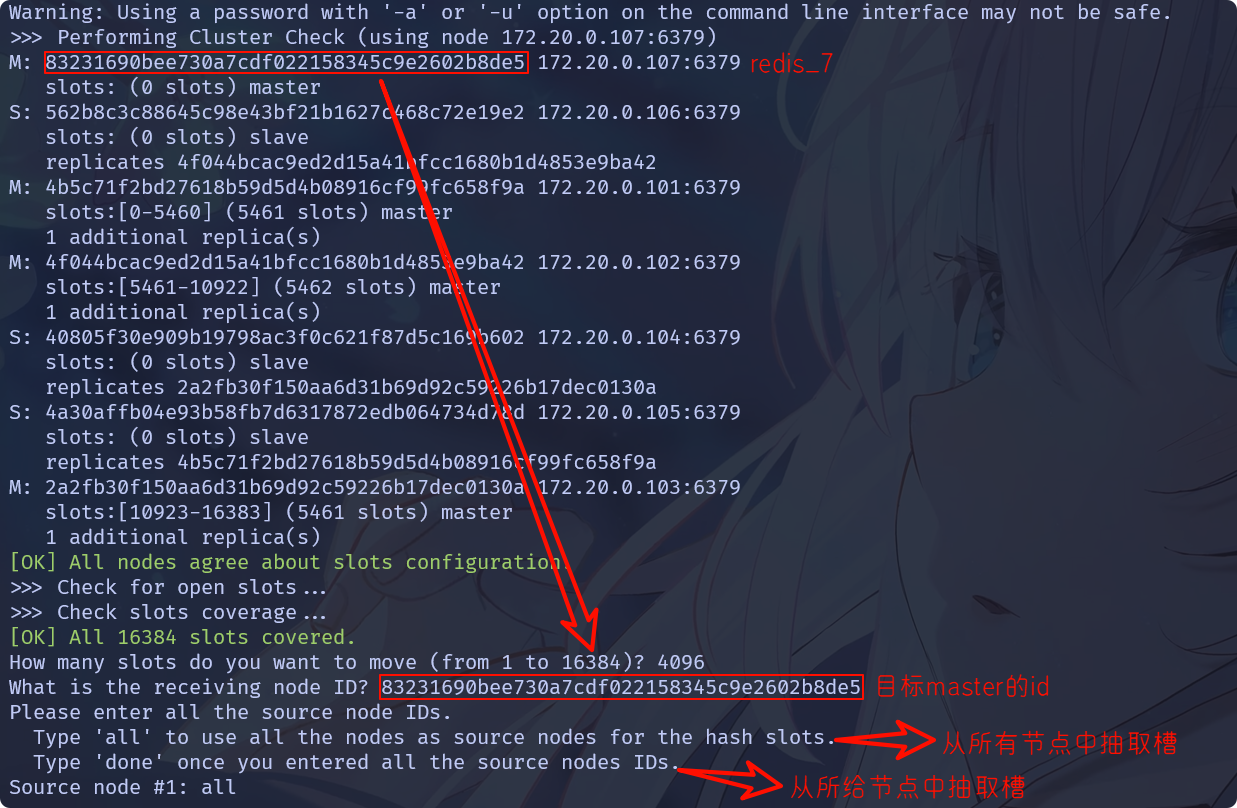 Warning: Using a password with '-a' or '-u' option on the command line interface may not be safe.
>>> Performing Cluster Check (using node 172.20.0.107:6379)
M: 83231690bee730a7cdf022158345c9e2602b8de5 172.20.0.107:6379 redis_7
slots: (0 slots) master
S: 562b8c3c88645c98e43bf21b1627c468c72e19e2 172.20.0.106:6379
slots: (0 slots) slave
replicates 4f044bcac9ed2d15a41bfcc1680b1d4853e9ba42
M: 4b5c71f2bd27618b59d5d4b08916cf99fc658f9a 172.20.0.101:6379
slots:[0-5460] (5461 slots) master
1 additional replica(s)
M: 4f044bcac9ed2d15a41bfcc1680b1d4853e9ba42 172.20.0.102:6379
slots:[5461-10922] (5462 slots) master
1 additional replica(s)
S: 40805f30e909b19798ac3f0c621f87d5c169b602 172.20.0.104:6379
slots: (0 slots) slave
replicates 2a2fb30f150aa6d31b69d92c59226b17dec0130a
S: 4a30affb04e93b58fb7d6317872edb064734d78d 172.20.0.105:6379
slots: (0 slots) slave
replicates 4b5c71f2bd27618b59d5d4b08916cf99fc658f9a
M: 2a2fb30f150aa6d31b69d92c59226b17dec0130a 172.20.0.103:6379
slots:[10923-16383] (5461 slots) master
1 additional replica(s)
[OK] All nodes agree about slots configuration.
>>> Check for open slots...
>>> Check slots coverage...
[OK] All 16384 slots covered.
How many slots do you want to move (from 1 to 16384)? 4096
What is the receiving node ID? 83231690bee730a7cdf022158345c9e2602b8de5 目标master的id
Please enter all the source node IDs.
Type 'all' to use all the nodes as source nodes for the hash slots. 从所有节点中抽取槽
Type 'done' once you entered all the source nodes IDs.
从所给节点中抽取槽
Source node #1: all